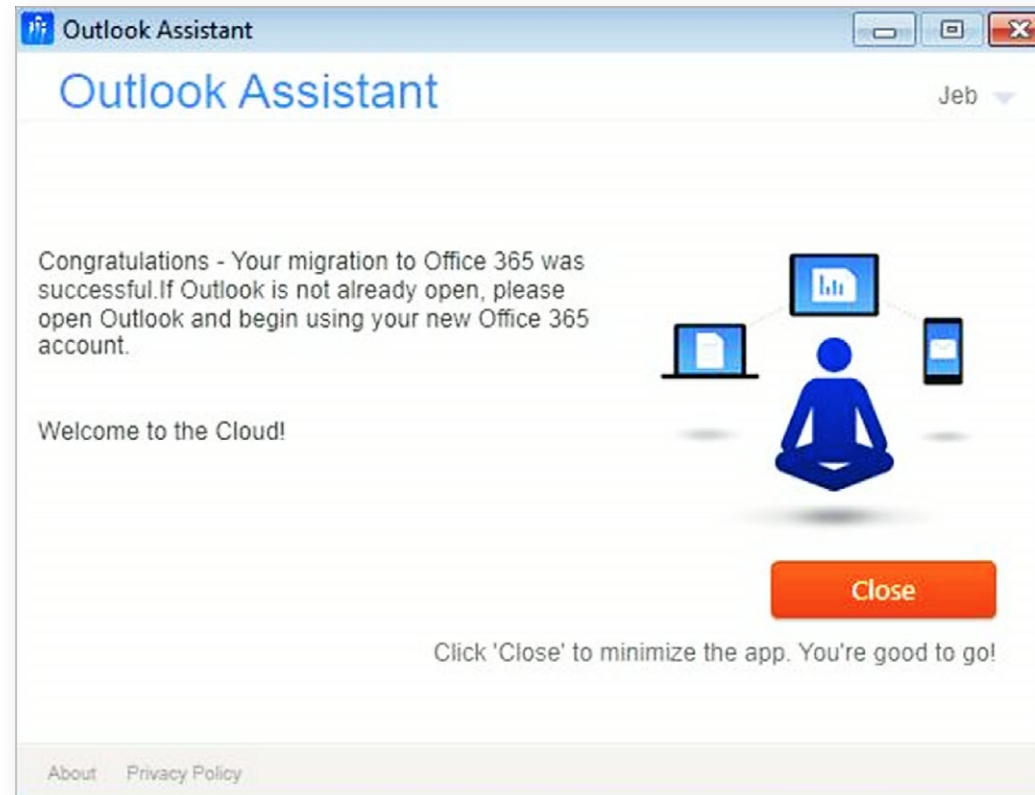 Outlook Assistant
Outlook Assistant
Jeb
Congratulations - Your migration to Office 365 was
successful.If Outlook is not already open, please
open Outlook and begin using your new Office 365
account.
Welcome to the Cloud!
Close
Click 'Close' to minimize the app. You're good to go!
About Privacy Policy